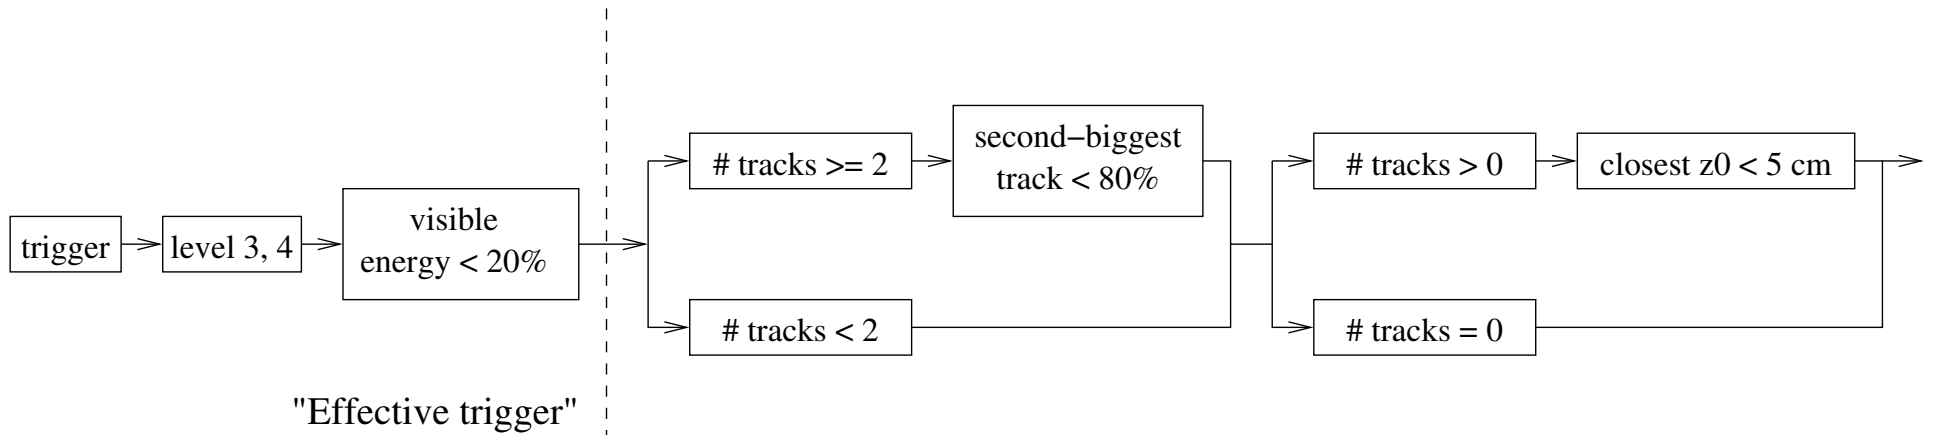 trigger
level 3, 4
visible
energy < 20%
"Effective trigger"
# tracks >= 2
second−biggest
track < 80%
# tracks < 2
# tracks > 0
closest z0 < 5 cm
# tracks = 0